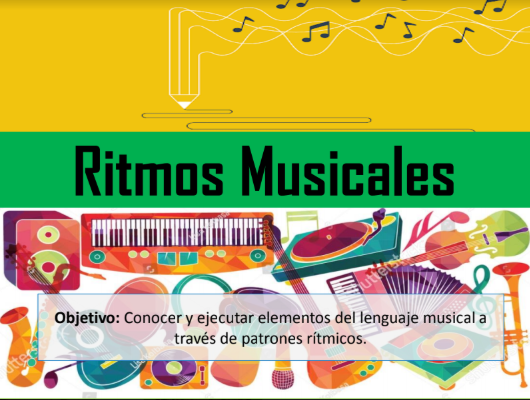 Ritmos Musicales
Objetivo: Conocer y ejecutar elementos del lenguaje musical a
través de patrones rítmicos.